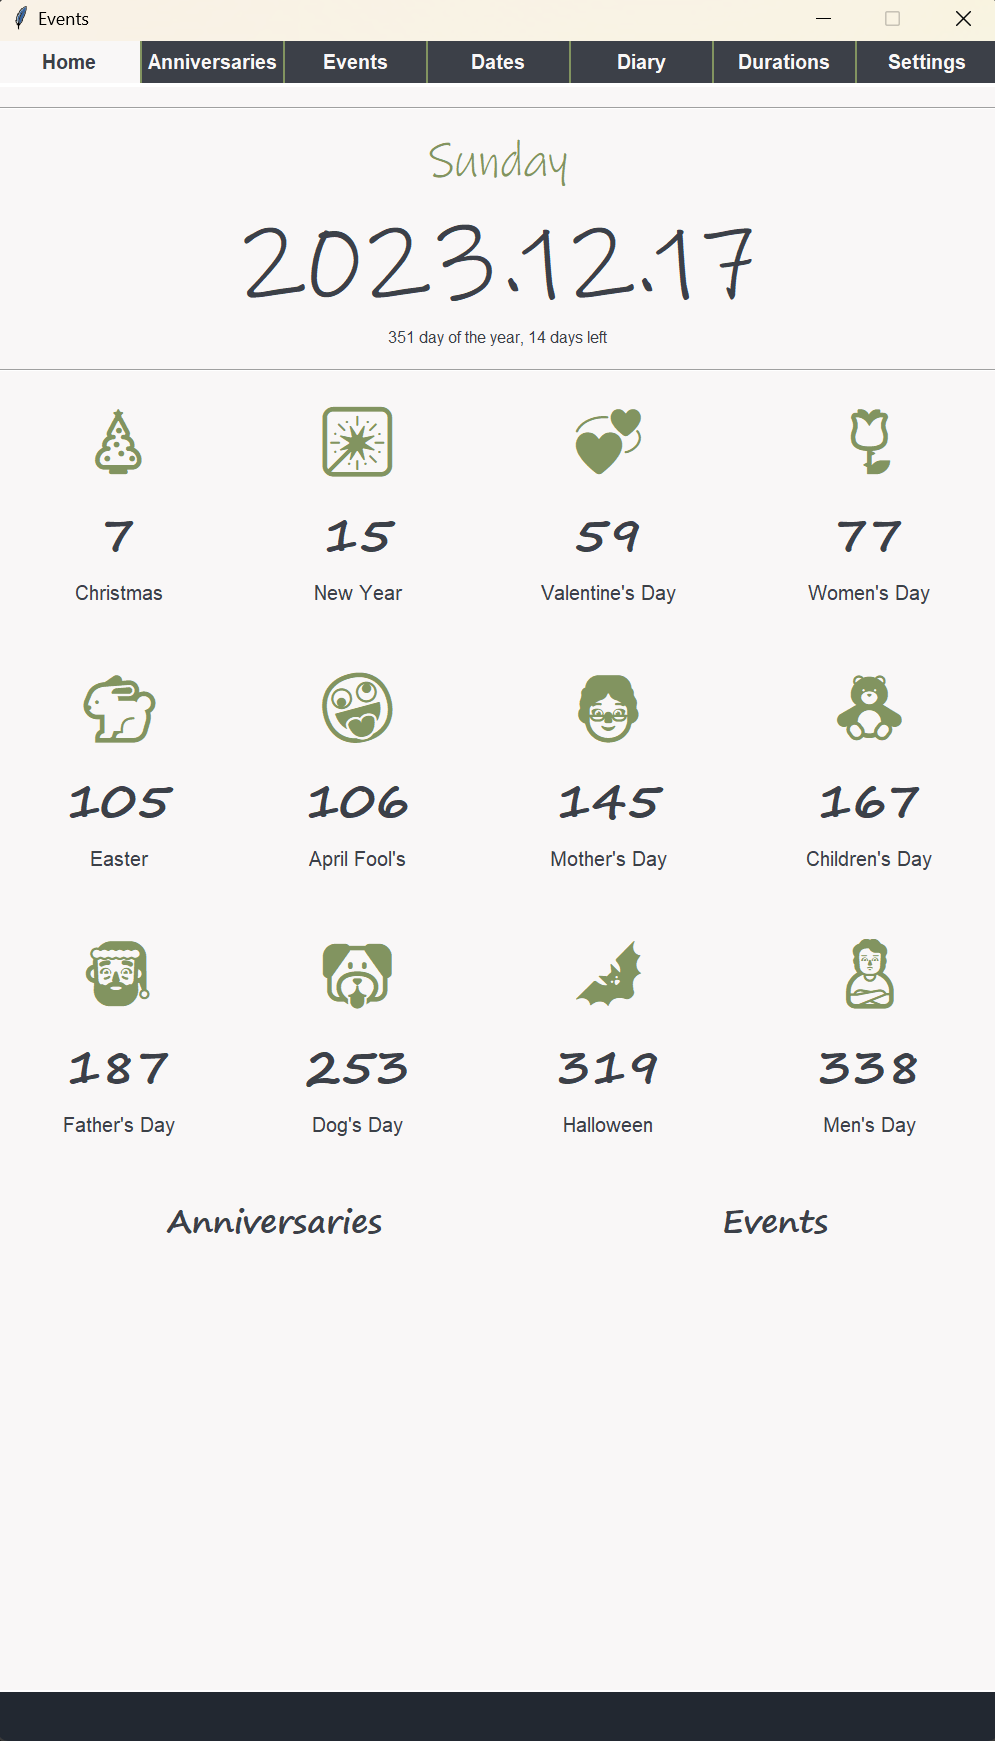 Events
Home Anniversaries Events Dates Diary Durations Settings
Sunday
2023.12.17
351 day of the year, 14 days left
7 15 59 77
Christmas New Year Valentine's Day Women's Day
105 106 145 167
Easter April Fool's Mother's Day Children's Day
187 253 319 338
Father's Day Dog's Day Halloween Men's Day
Anniversaries Events